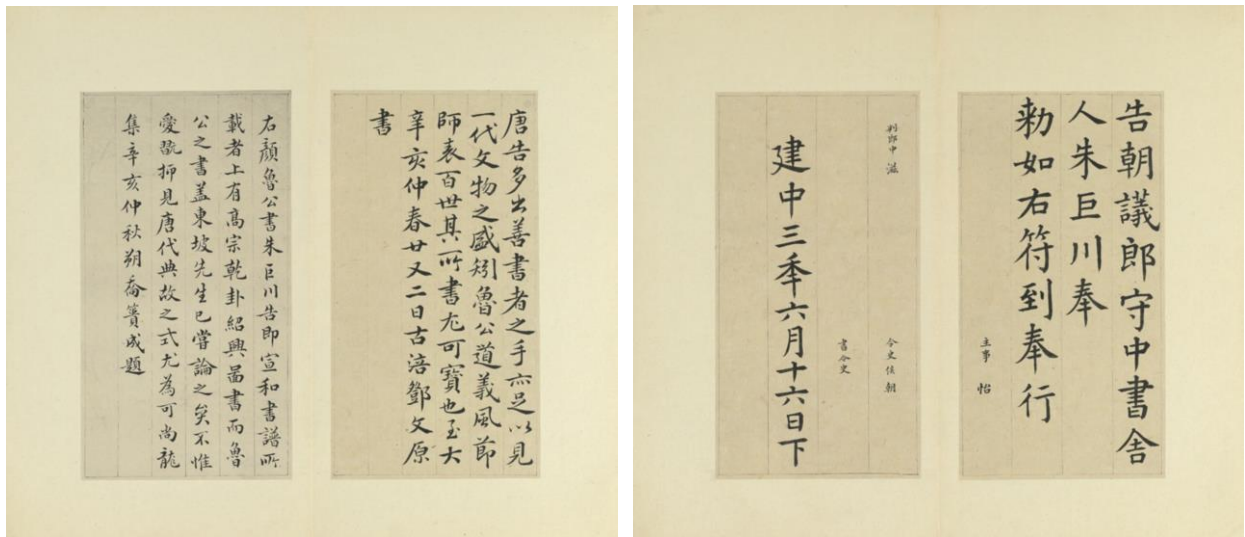 告朝議郎守中書舍
人朱巨川奉
勑如右符到奉行
主事 怡
判郎中 滋
令史 朝
書令史
建中三秊六月十六日下
唐告多出善書者之手亦足以見
一代文物之盛矧魯公道義風節
師表百世其所書尤可寶也至大
辛亥仲春廿又二日古涪鄧文原
書
右顏魯公書朱巨川告即宣和書譜所
載者上有高宗乾卦紹興圖書而魯
公之書蓋東坡先生已嘗論之矣不惟
愛翫抑見唐代典故之式尤為可尚龍
集辛亥仲秋朔喬簣成題